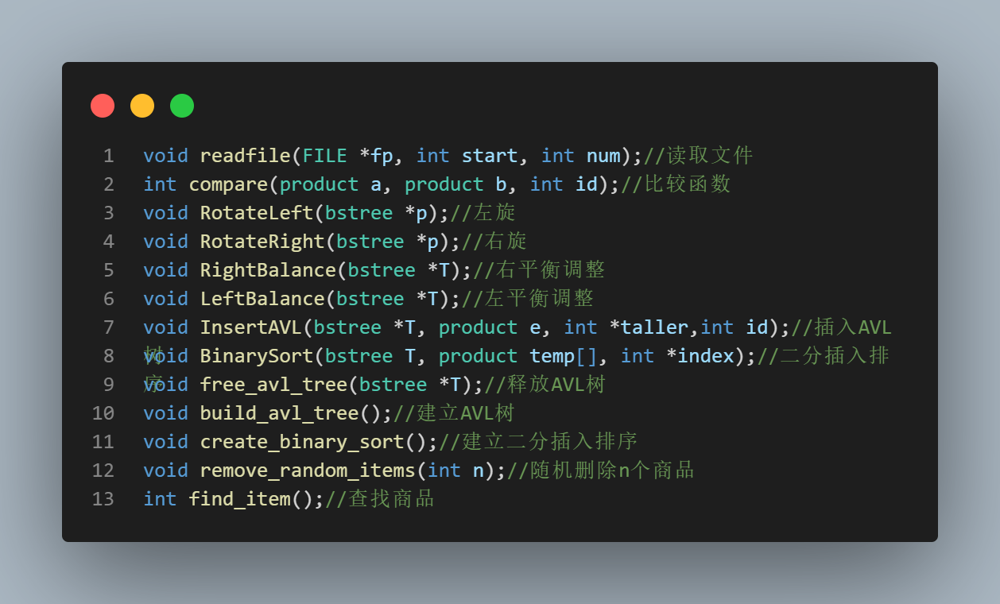 1 void readfile(FILE *fp, int start, int num);//读取文件
2 int compare(product a, product b, int id);//比较函数
3 void RotateLeft(bstree *p);//左旋
4 void RotateRight(bstree *p);//右旋
5 void RightBalance(bstree *T);//右平衡调整
6 void LeftBalance(bstree *T);//左平衡调整
7 void InsertAVL(bstree *T, product e, int *taller,int id);//插入AVL
树
8 void BinarySort(bstree T, product temp[], int *index);//二分插入排
序
9 void free_avl_tree(bstree *T);//释放AVL树
10 void build_avl_tree();//建立AVL树
11 void create_binary_sort();//建立二分插入排序
12 void remove_random_items(int n);//随机删除n个商品
13 int find_item();//查找商品